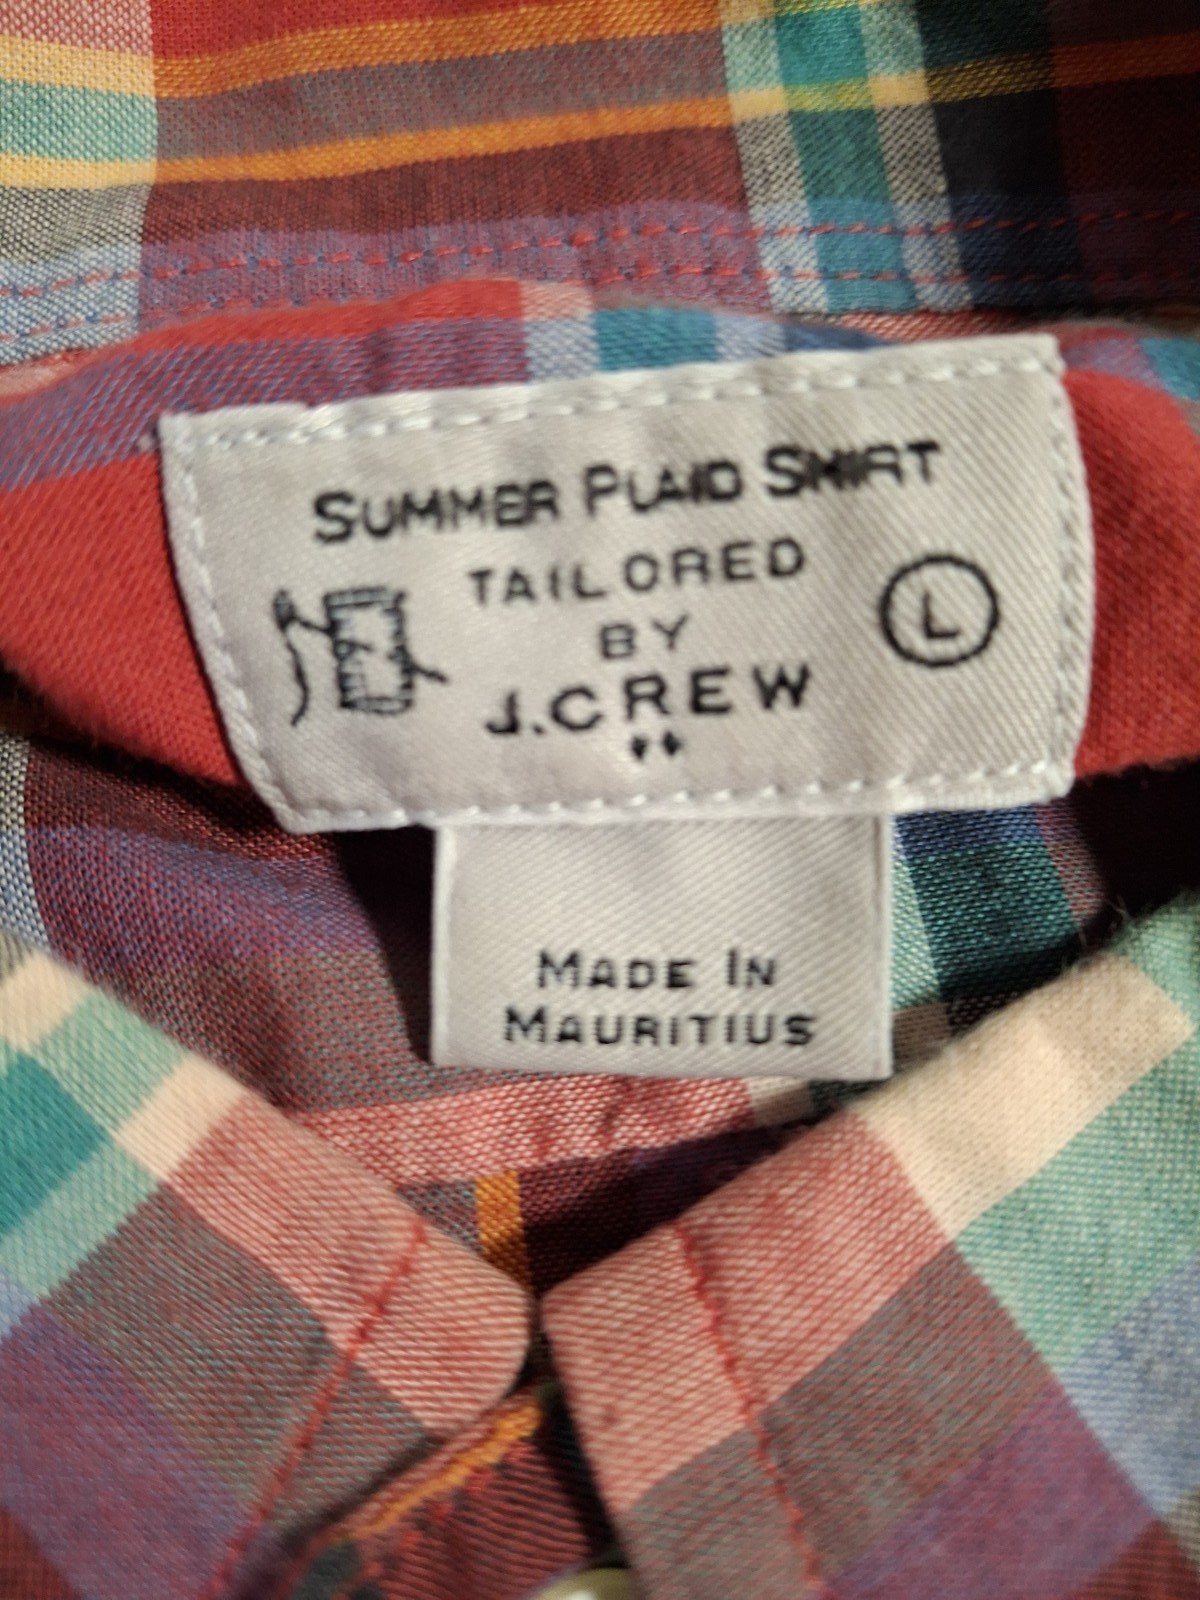 SUMMER PLAID SHIRT
TAILORED
BY
J.CREW
L
MADE IN
MAURITIUS